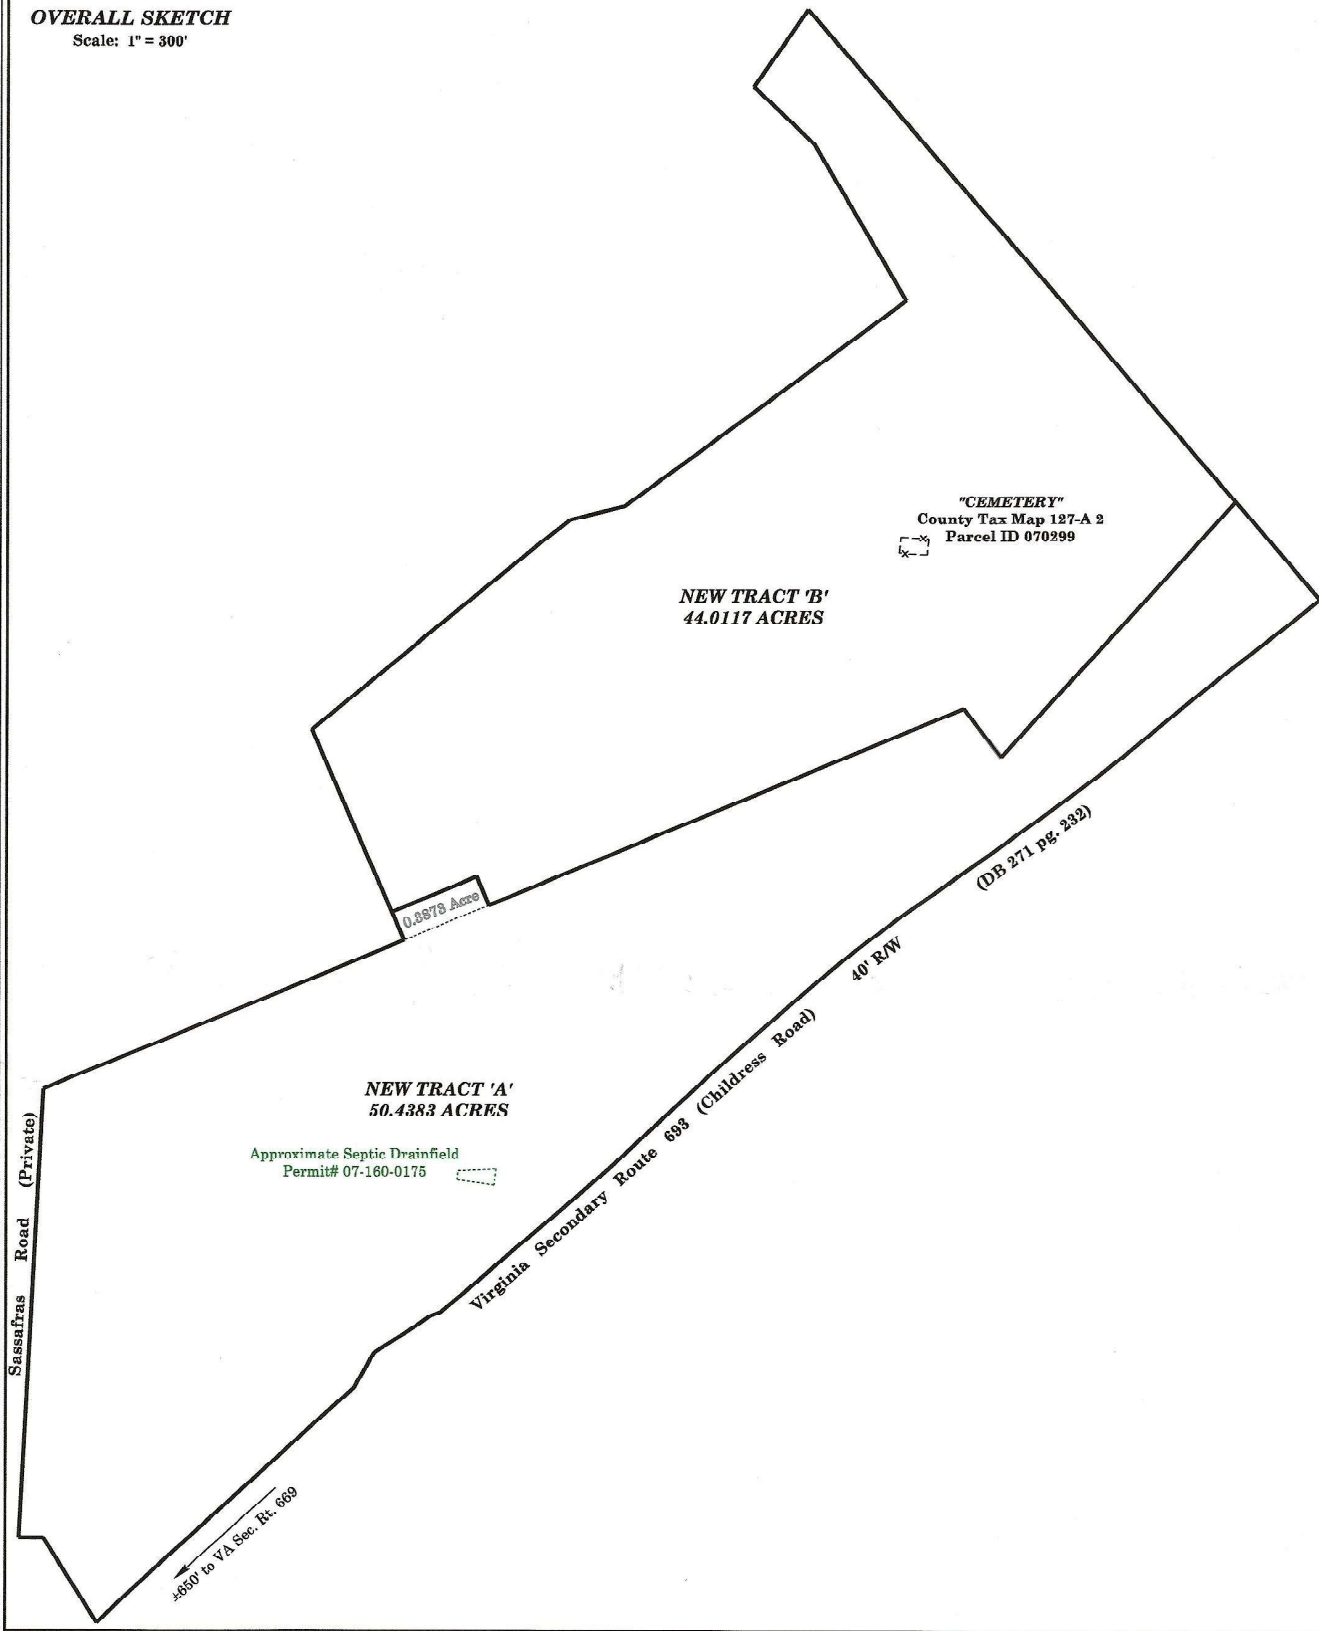 OVERALL SKETCH
Scale: 1" = 300'
"CEMETERY"
County Tax Map 127-A 2
Parcel ID 070299
NEW TRACT 'B'
44.0117 ACRES
(DB 271 pg. 232)
0.3873 Acre
40' R/W
Virginia Secondary Route 693 (Childress Road)
NEW TRACT 'A'
50.4383 ACRES
Approximate Septic Drainfield
Permit# 07-160-0175
Sassafras Road (Private)
±650' to VA Sec. Rt. 669